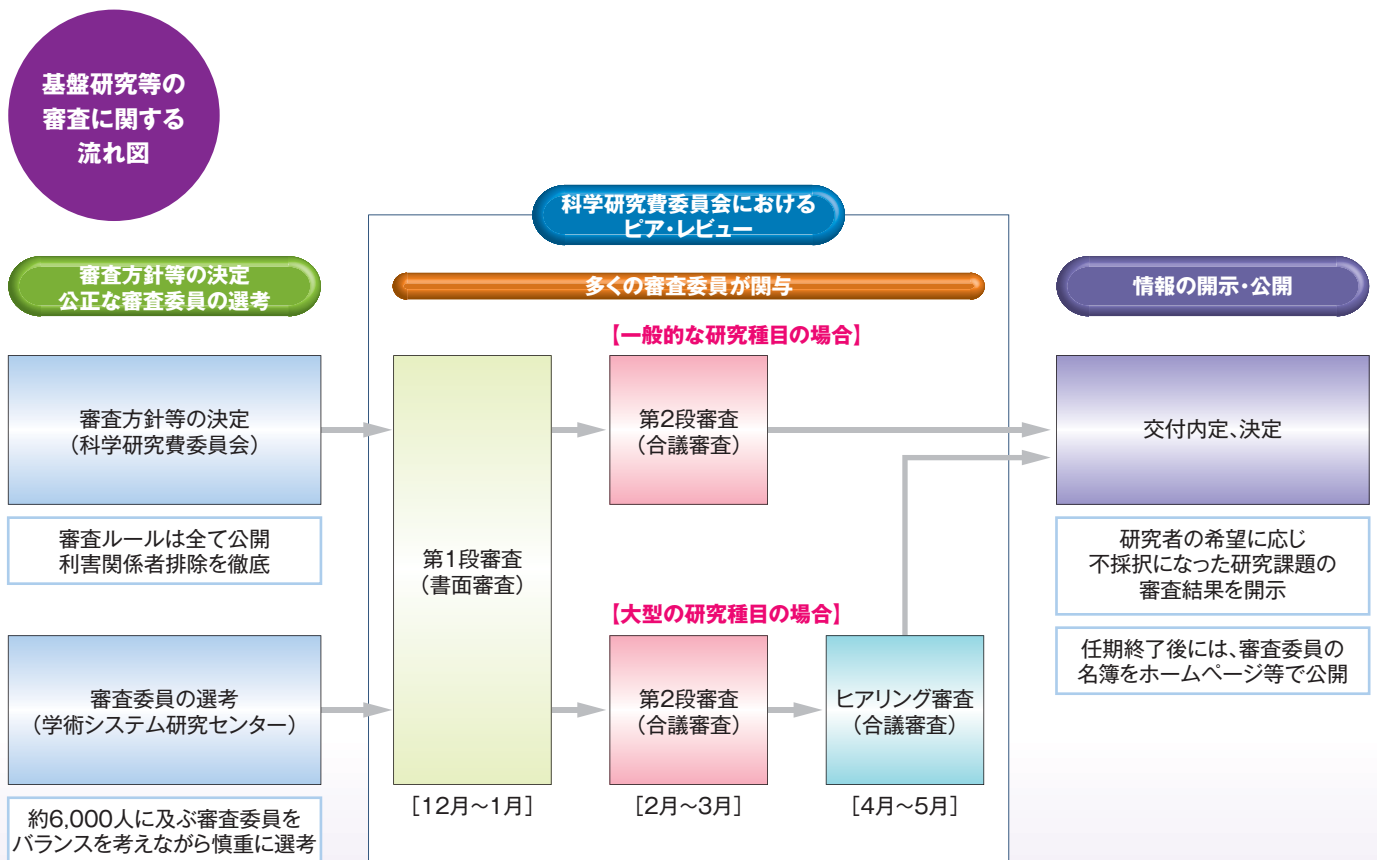 基盤研究等の
審査に関する
流れ図
科学研究費委員会における
ピア・レビュー
審査方針等の決定
公正な審査委員の選考
多くの審査委員が関与
情報の開示・公開
【一般的な研究種目の場合】
審査方針等の決定
（科学研究費委員会）
審査ルールは全て公開
利害関係者排除を徹底
審査委員の選考
（学術システム研究センター）
約6,000人に及ぶ審査委員を
バランスを考えながら慎重に選考
第1段審査
（書面審査）
［12月～1月］
第2段審査
（合議審査）
【大型の研究種目の場合】
第2段審査
（合議審査）
［2月～3月］
ヒアリング審査
（合議審査）
［4月～5月］
交付内定、決定
研究者の希望に応じ
不採択になった研究課題の
審査結果を開示
任期終了後には、審査委員の
名簿をホームページ等で公開